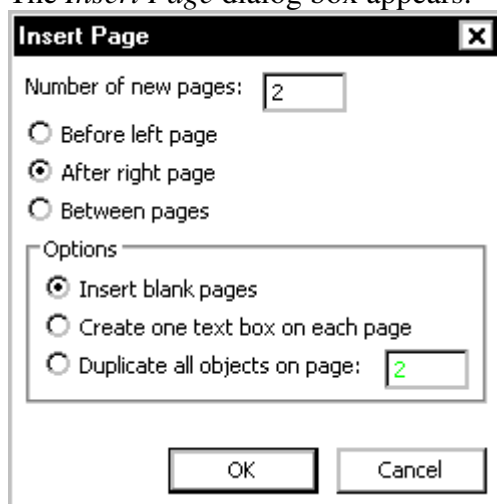 The Insert Page dialog box appears.
Insert Page
Number of new pages: 2
Before left page
After right page
Between pages
Options
Insert blank pages
Create one text box on each page
Duplicate all objects on page: 2
OK Cancel